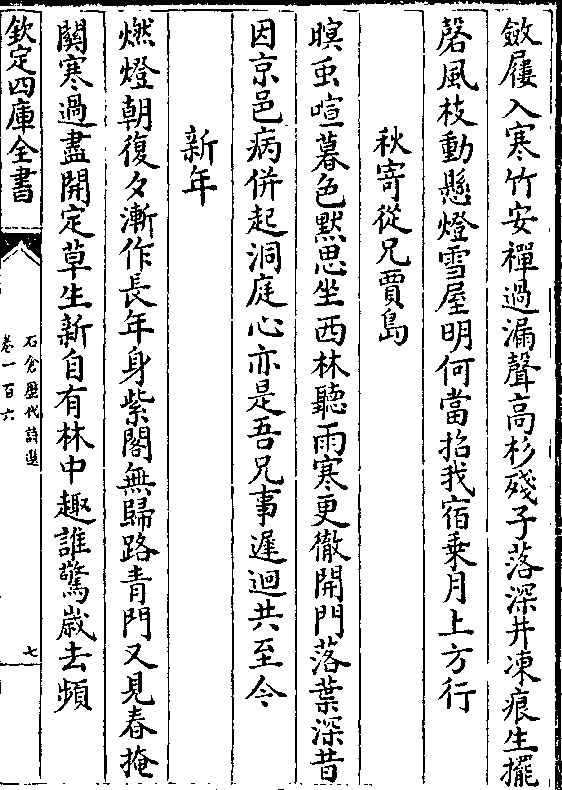 斂屨入寒竹安禪過漏聲高杉殘子落深井凍痕生擺
磬風枝動懸燈雪屋明何當招我宿乗月上方行
秋寄從兄賈島
暝䖝喧暮色默思坐西林聽雨寒更徹開門落葉深昔
因京邑病併起洞庭心亦是吾兄事遲迴共至今
新年
燃燈朝復夕漸作長年身紫閣無歸路青門又見春掩
關寒過盡開定草生新自有林中趣誰驚嵗去頻
欽定四庫全書
石倉歴代詩選
卷一百六
七